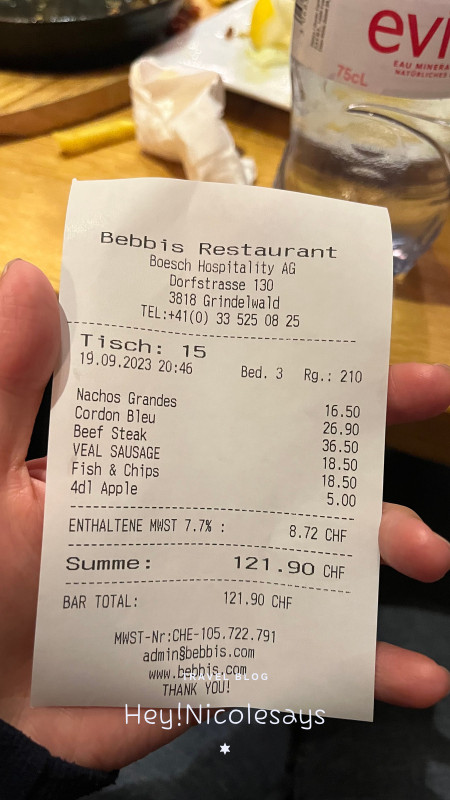 evi
EAU MINERA
NATÜRLICHES
75cL
Bebbis Restaurant
Boesch Hospitality AG
Dorfstrasse 130
3818 Grindelwald
TEL:+41(0) 33 525 08 25
Tisch: 15
19.09.2023 20:46 Bed. 3 Rg.: 210
Nachos Grandes 16.50
Cordon Bleu 26.90
Beef Steak 36.50
VEAL SAUSAGE 18.50
Fish & Chips 18.50
4dl Apple 5.00
ENTHALTENE MWST 7.7% : 8.72 CHF
Summe: 121.90 CHF
BAR TOTAL: 121.90 CHF
MWST-Nr:CHE-105.722.791
admin§bebbis.com
www.bebbis.com
TRAVEL BLOG
THANK YOU!
Hey!Nicolesays